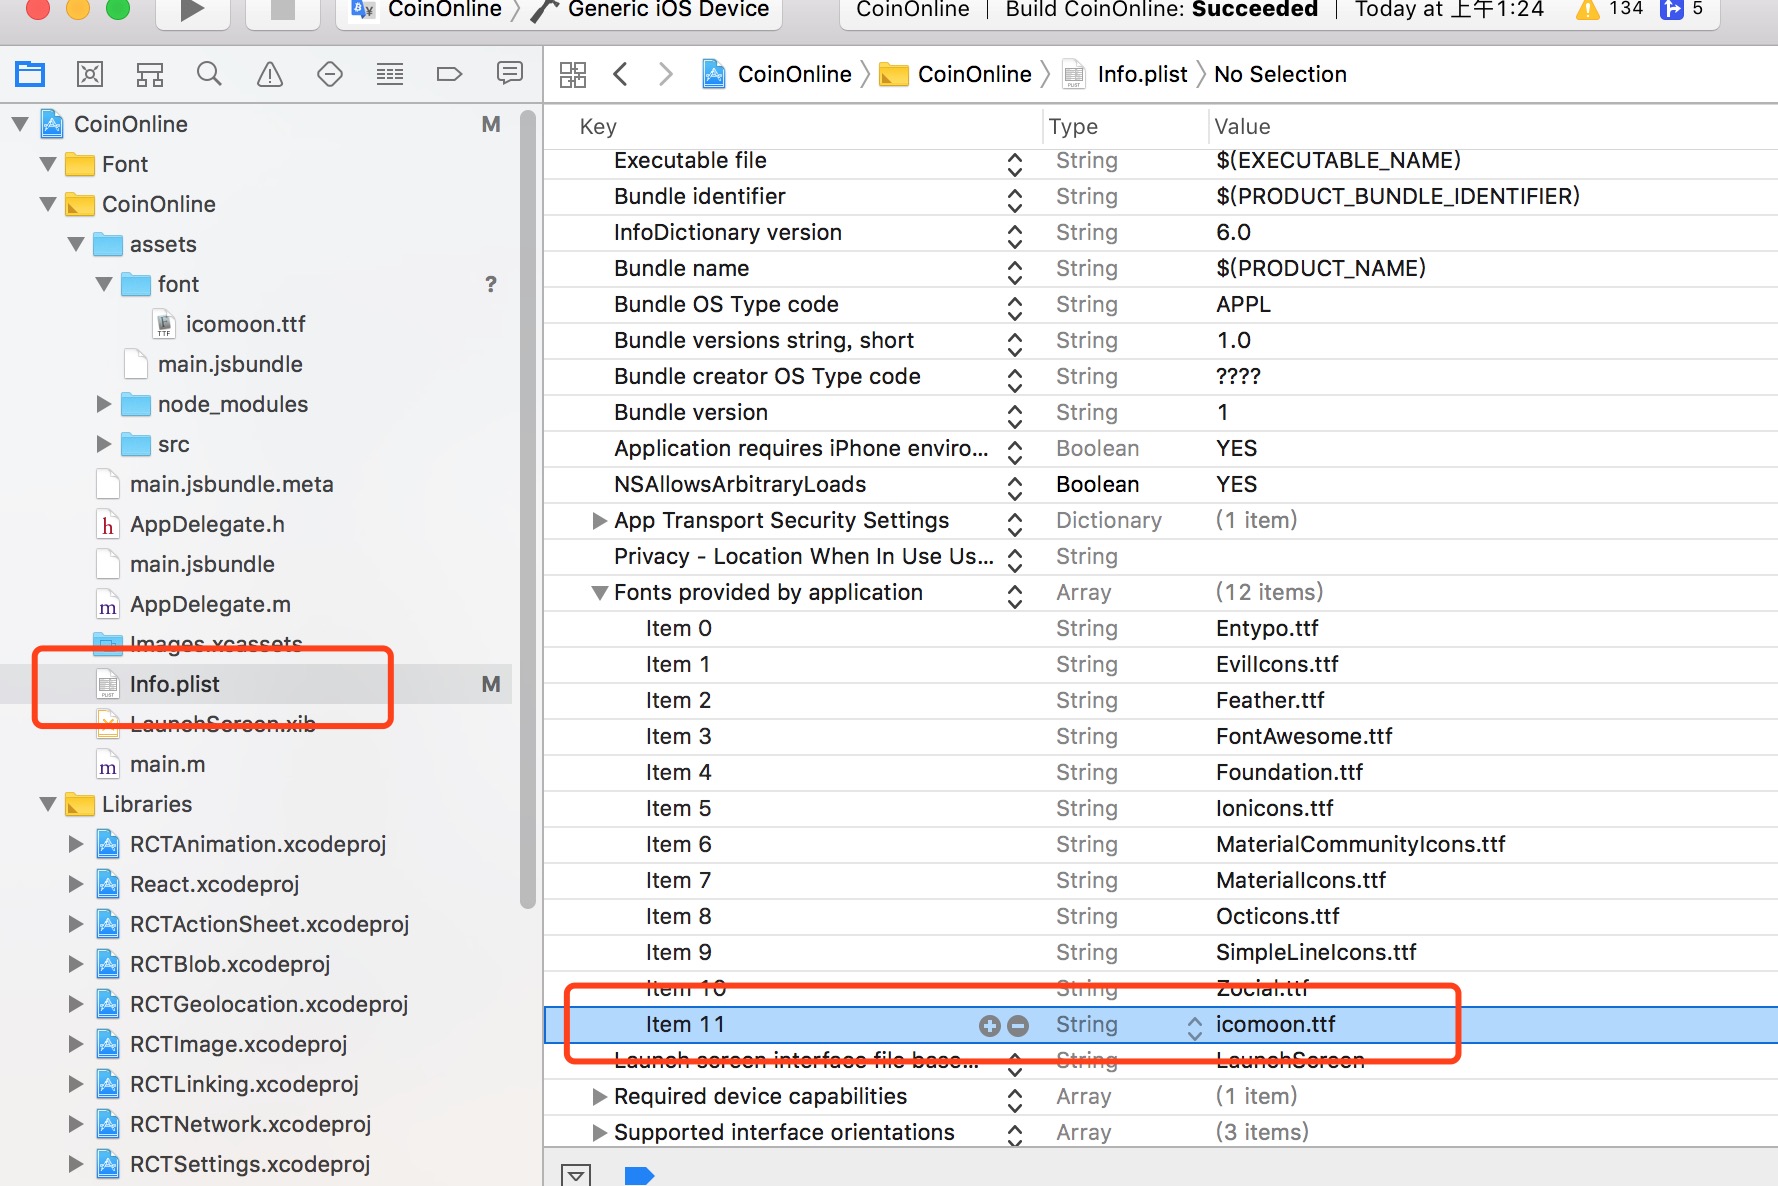 CoinOnline Generic iOS Device
CoinOnline Build CoinOnline: Succeeded Today at 上午1:24 134 5
CoinOnline CoinOnline Info.plist No Selection
CoinOnline M
Font
CoinOnline
assets
font ?
TTF icomoon.ttf
main.jsbundle
node_modules
src
main.jsbundle.meta
h AppDelegate.h
main.jsbundle
m AppDelegate.m
Images.xcassets
PLIST Info.plist M
LaunchScreen.xib
m main.m
Libraries
RCTAnimation.xcodeproj
React.xcodeproj
RCTActionSheet.xcodeproj
RCTBlob.xcodeproj
RCTGeolocation.xcodeproj
RCTImage.xcodeproj
RCTLinking.xcodeproj
RCTNetwork.xcodeproj
RCTSettings.xcodeproj
Key Type Value
Executable file String $(EXECUTABLE_NAME)
Bundle identifier String $(PRODUCT_BUNDLE_IDENTIFIER)
InfoDictionary version String 6.0
Bundle name String $(PRODUCT_NAME)
Bundle OS Type code String APPL
Bundle versions string, short String 1.0
Bundle creator OS Type code String ????
Bundle version String 1
Application requires iPhone enviro... Boolean YES
NSAllowsArbitraryLoads Boolean YES
App Transport Security Settings Dictionary (1 item)
Privacy - Location When In Use Us... String
Fonts provided by application Array (12 items)
Item 0 String Entypo.ttf
Item 1 String EvilIcons.ttf
Item 2 String Feather.ttf
Item 3 String FontAwesome.ttf
Item 4 String Foundation.ttf
Item 5 String Ionicons.ttf
Item 6 String MaterialCommunityIcons.ttf
Item 7 String MaterialIcons.ttf
Item 8 String Octicons.ttf
Item 9 String SimpleLineIcons.ttf
Item 10 String Zocial.ttf
Item 11 String icomoon.ttf
Launch screen interface file base... String LaunchScreen
Required device capabilities Array (1 item)
Supported interface orientations Array (3 items)